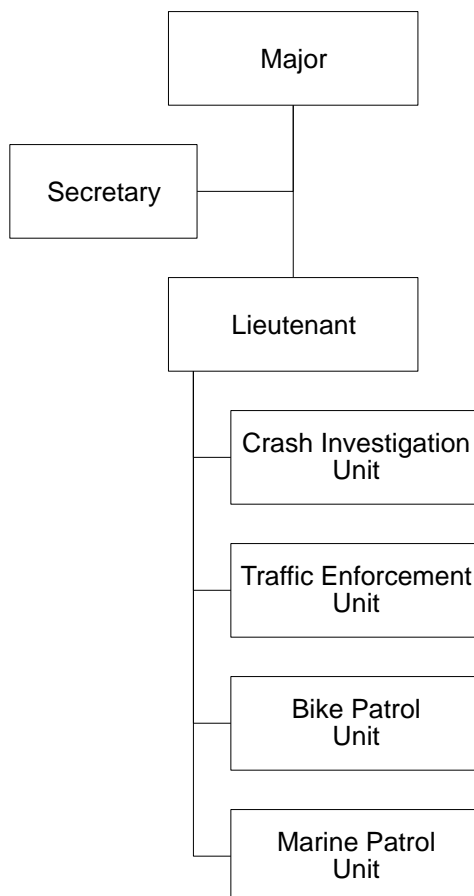 Major
Secretary
Lieutenant
Crash Investigation
Unit
Traffic Enforcement
Unit
Bike Patrol
Unit
Marine Patrol
Unit